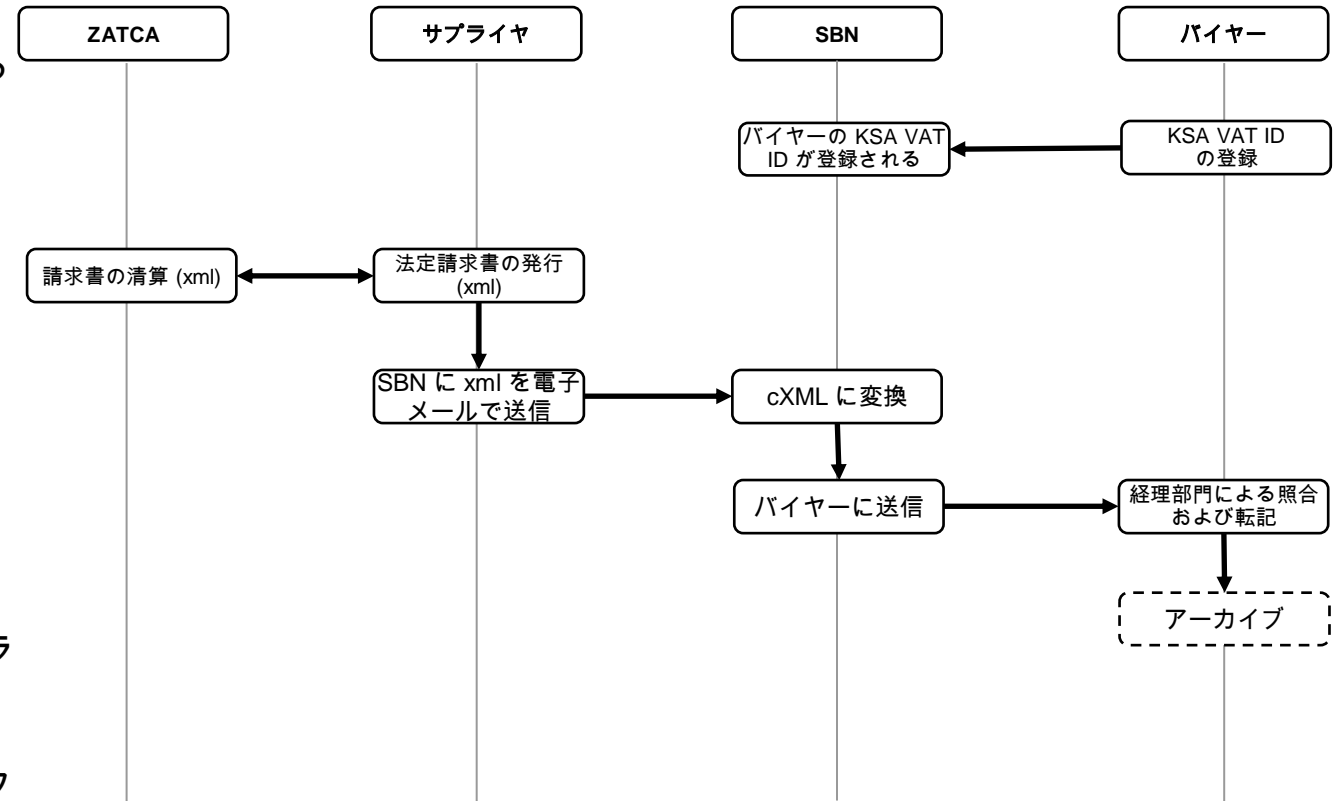 ZATCA
サプライヤ
SBN
バイヤー
バイヤーの KSA VAT
ID が登録される
KSA VAT ID
の登録
請求書の清算 (xml)
法定請求書の発行
(xml)
SBN に xml を電子
メールで送信
cXML に変換
バイヤーに送信
経理部門による照合
および転記
アーカイブ
ラ